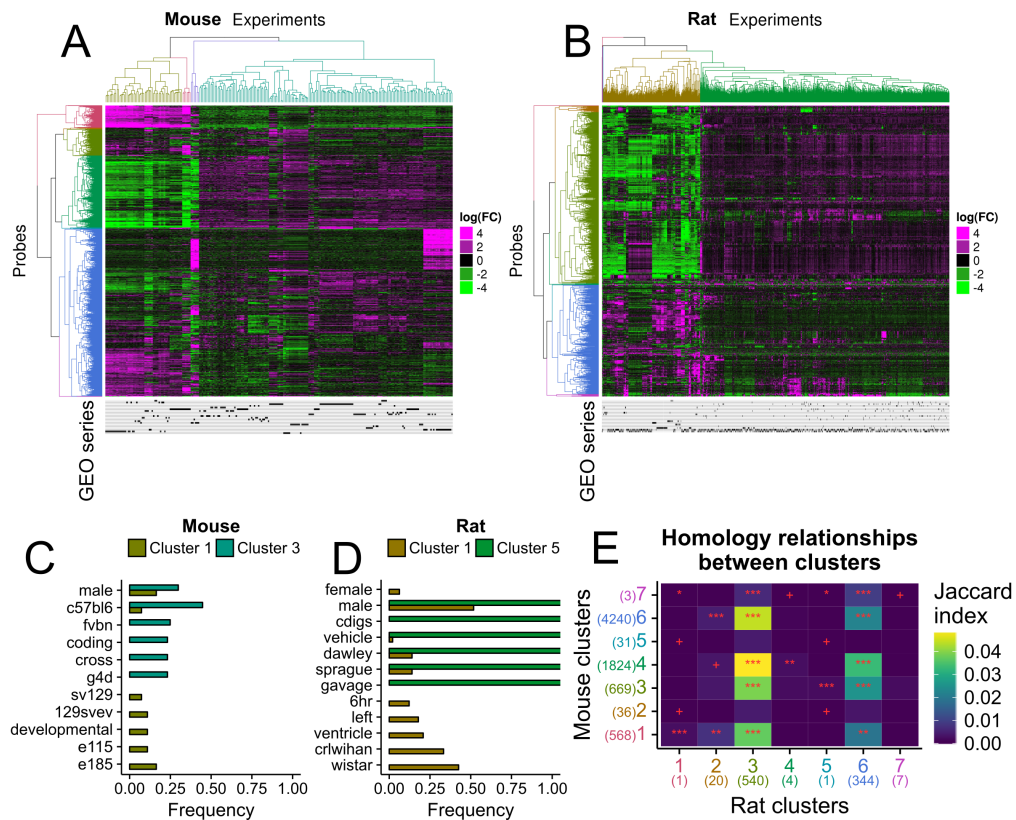 A
Mouse Experiments
Probes
log(FC)
4
2
0
-2
-4
GEO series
B
Rat Experiments
Probes
log(FC)
4
2
0
-2
-4
GEO series
C
Mouse
Cluster 1 Cluster 3
male
c57bl6
fvbn
coding
cross
g4d
sv129
129svev
developmental
e115
e185
0.00 0.25 0.50 0.75 1.00
Frequency
D
Rat
Cluster 1 Cluster 5
female
male
cdigs
vehicle
dawley
sprague
gavage
6hr
left
ventricle
crlwihan
wistar
0.00 0.25 0.50 0.75 1.00
Frequency
E
Homology relationships
between clusters
Mouse clusters
(3)7 * *** + * *** +
(4240)6 *** *** ***
(31)5 + +
(1824)4 + *** ** ***
(669)3 *** *** ***
(36)2 + +
(568)1 *** ** *** **
1 2 3 4 5 6 7
(1) (20) (540) (4) (1) (344) (7)
Rat clusters
Jaccard
index
0.04
0.03
0.02
0.01
0.00